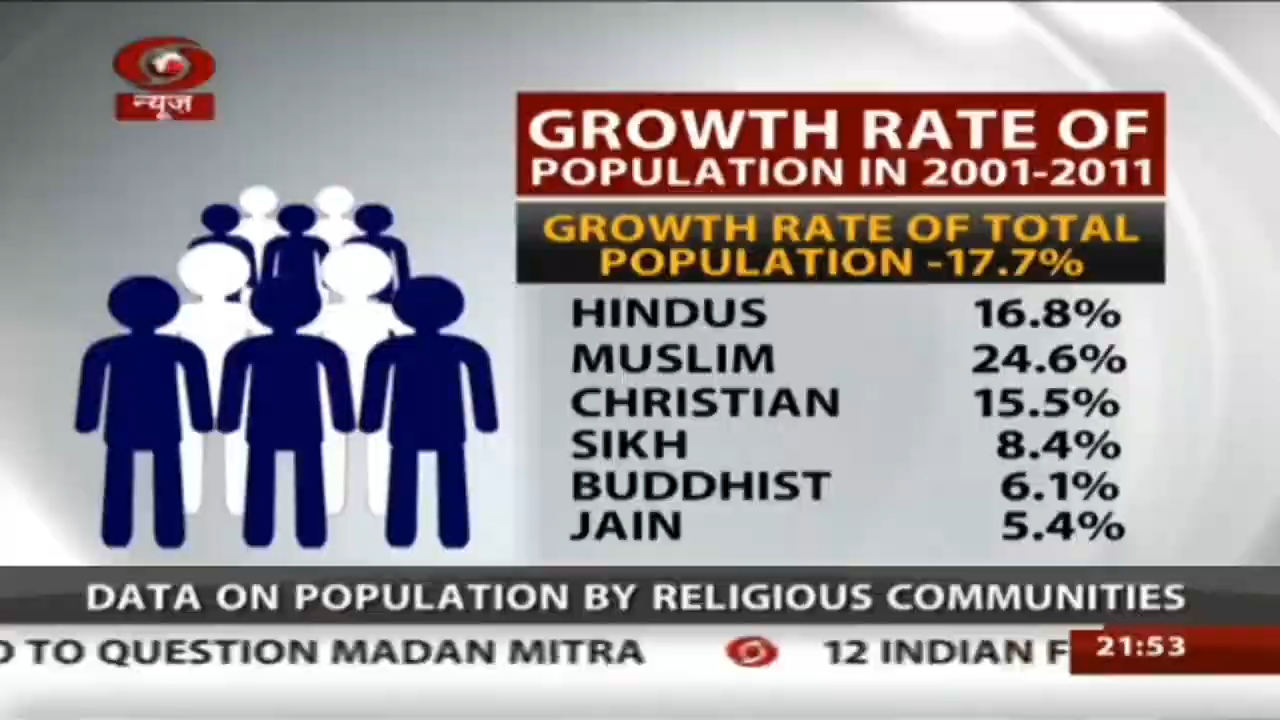 न्यूज़
GROWTH RATE OF
POPULATION IN 2001-2011
GROWTH RATE OF TOTAL
POPULATION -17.7%
HINDUS 16.8%
MUSLIM 24.6%
CHRISTIAN 15.5%
SIKH 8.4%
BUDDHIST 6.1%
JAIN 5.4%
DATA ON POPULATION BY RELIGIOUS COMMUNITIES
TO QUESTION MADAN MITRA 12 INDIAN F 21:53